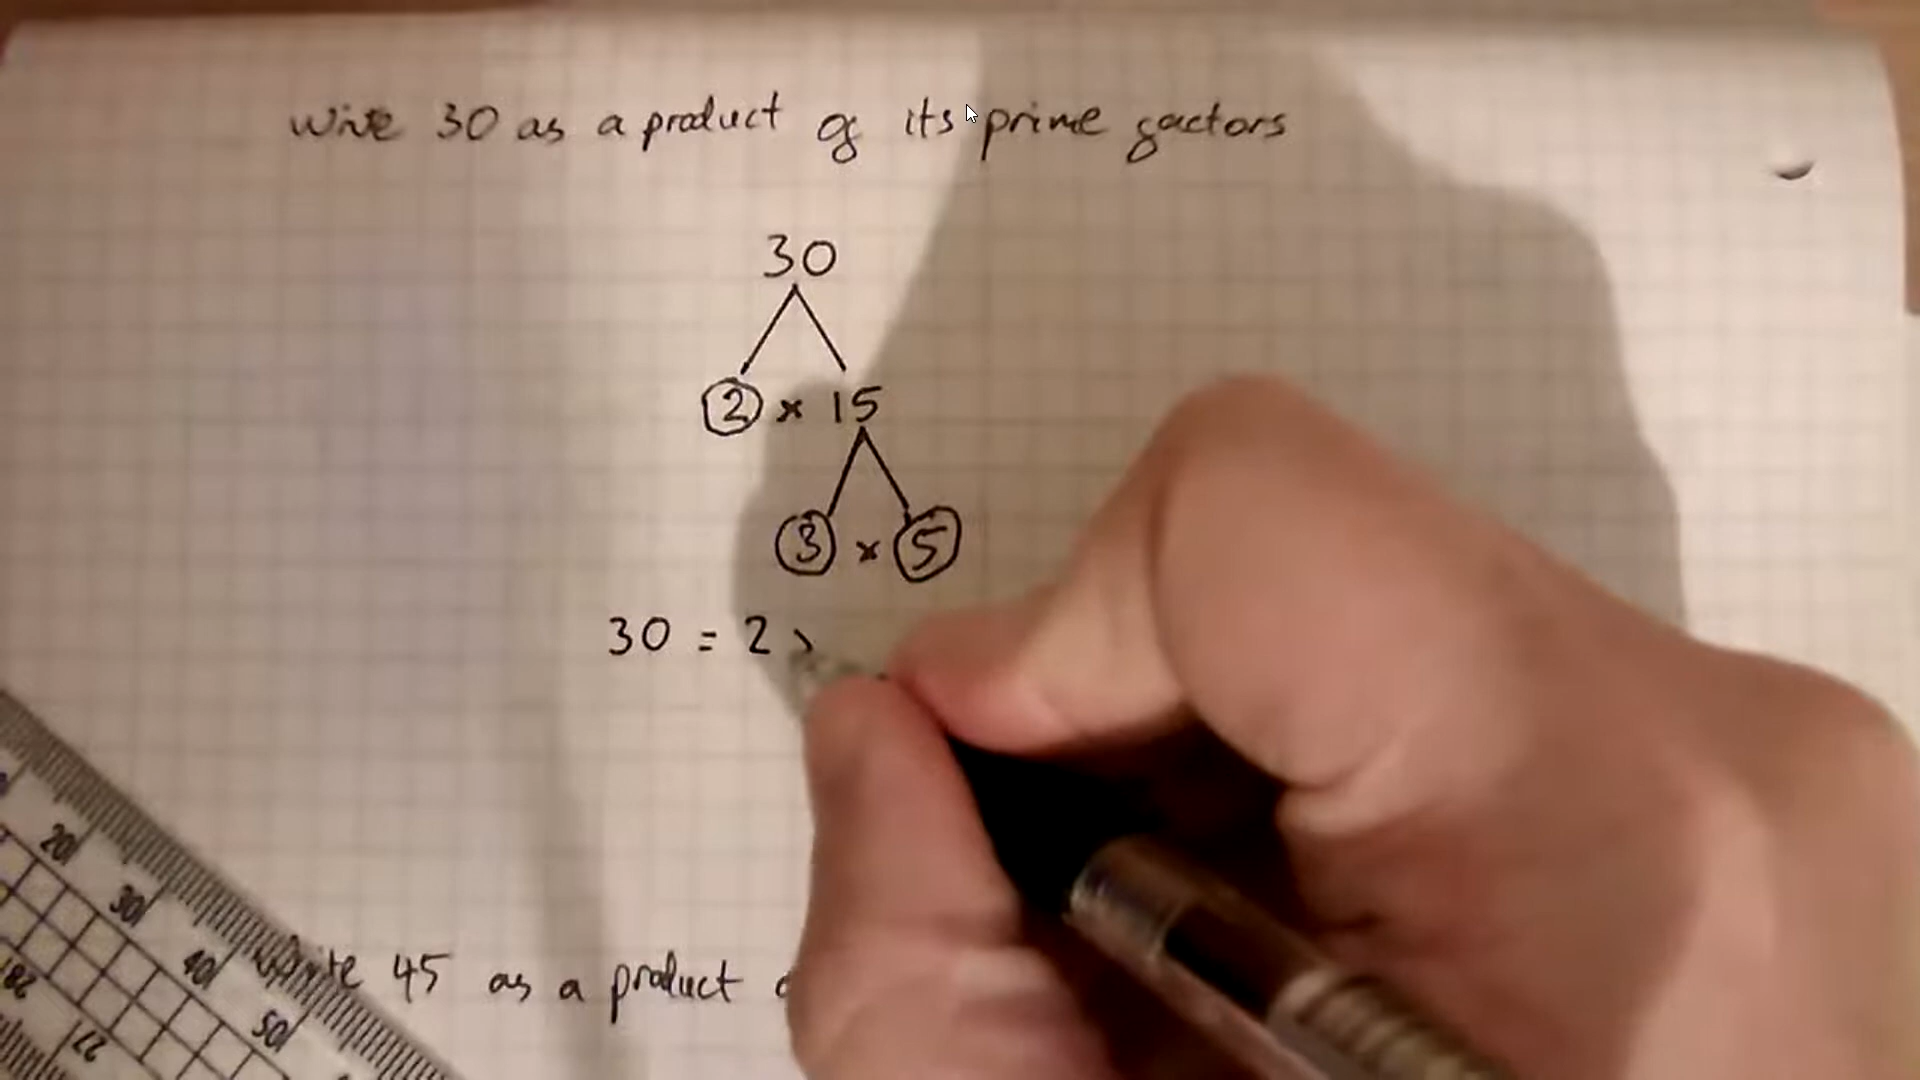 Write 30 as a product of its prime factors
30
2 × 15
3 × 5
30 = 2
20
30
40
50
Write 45 as a product